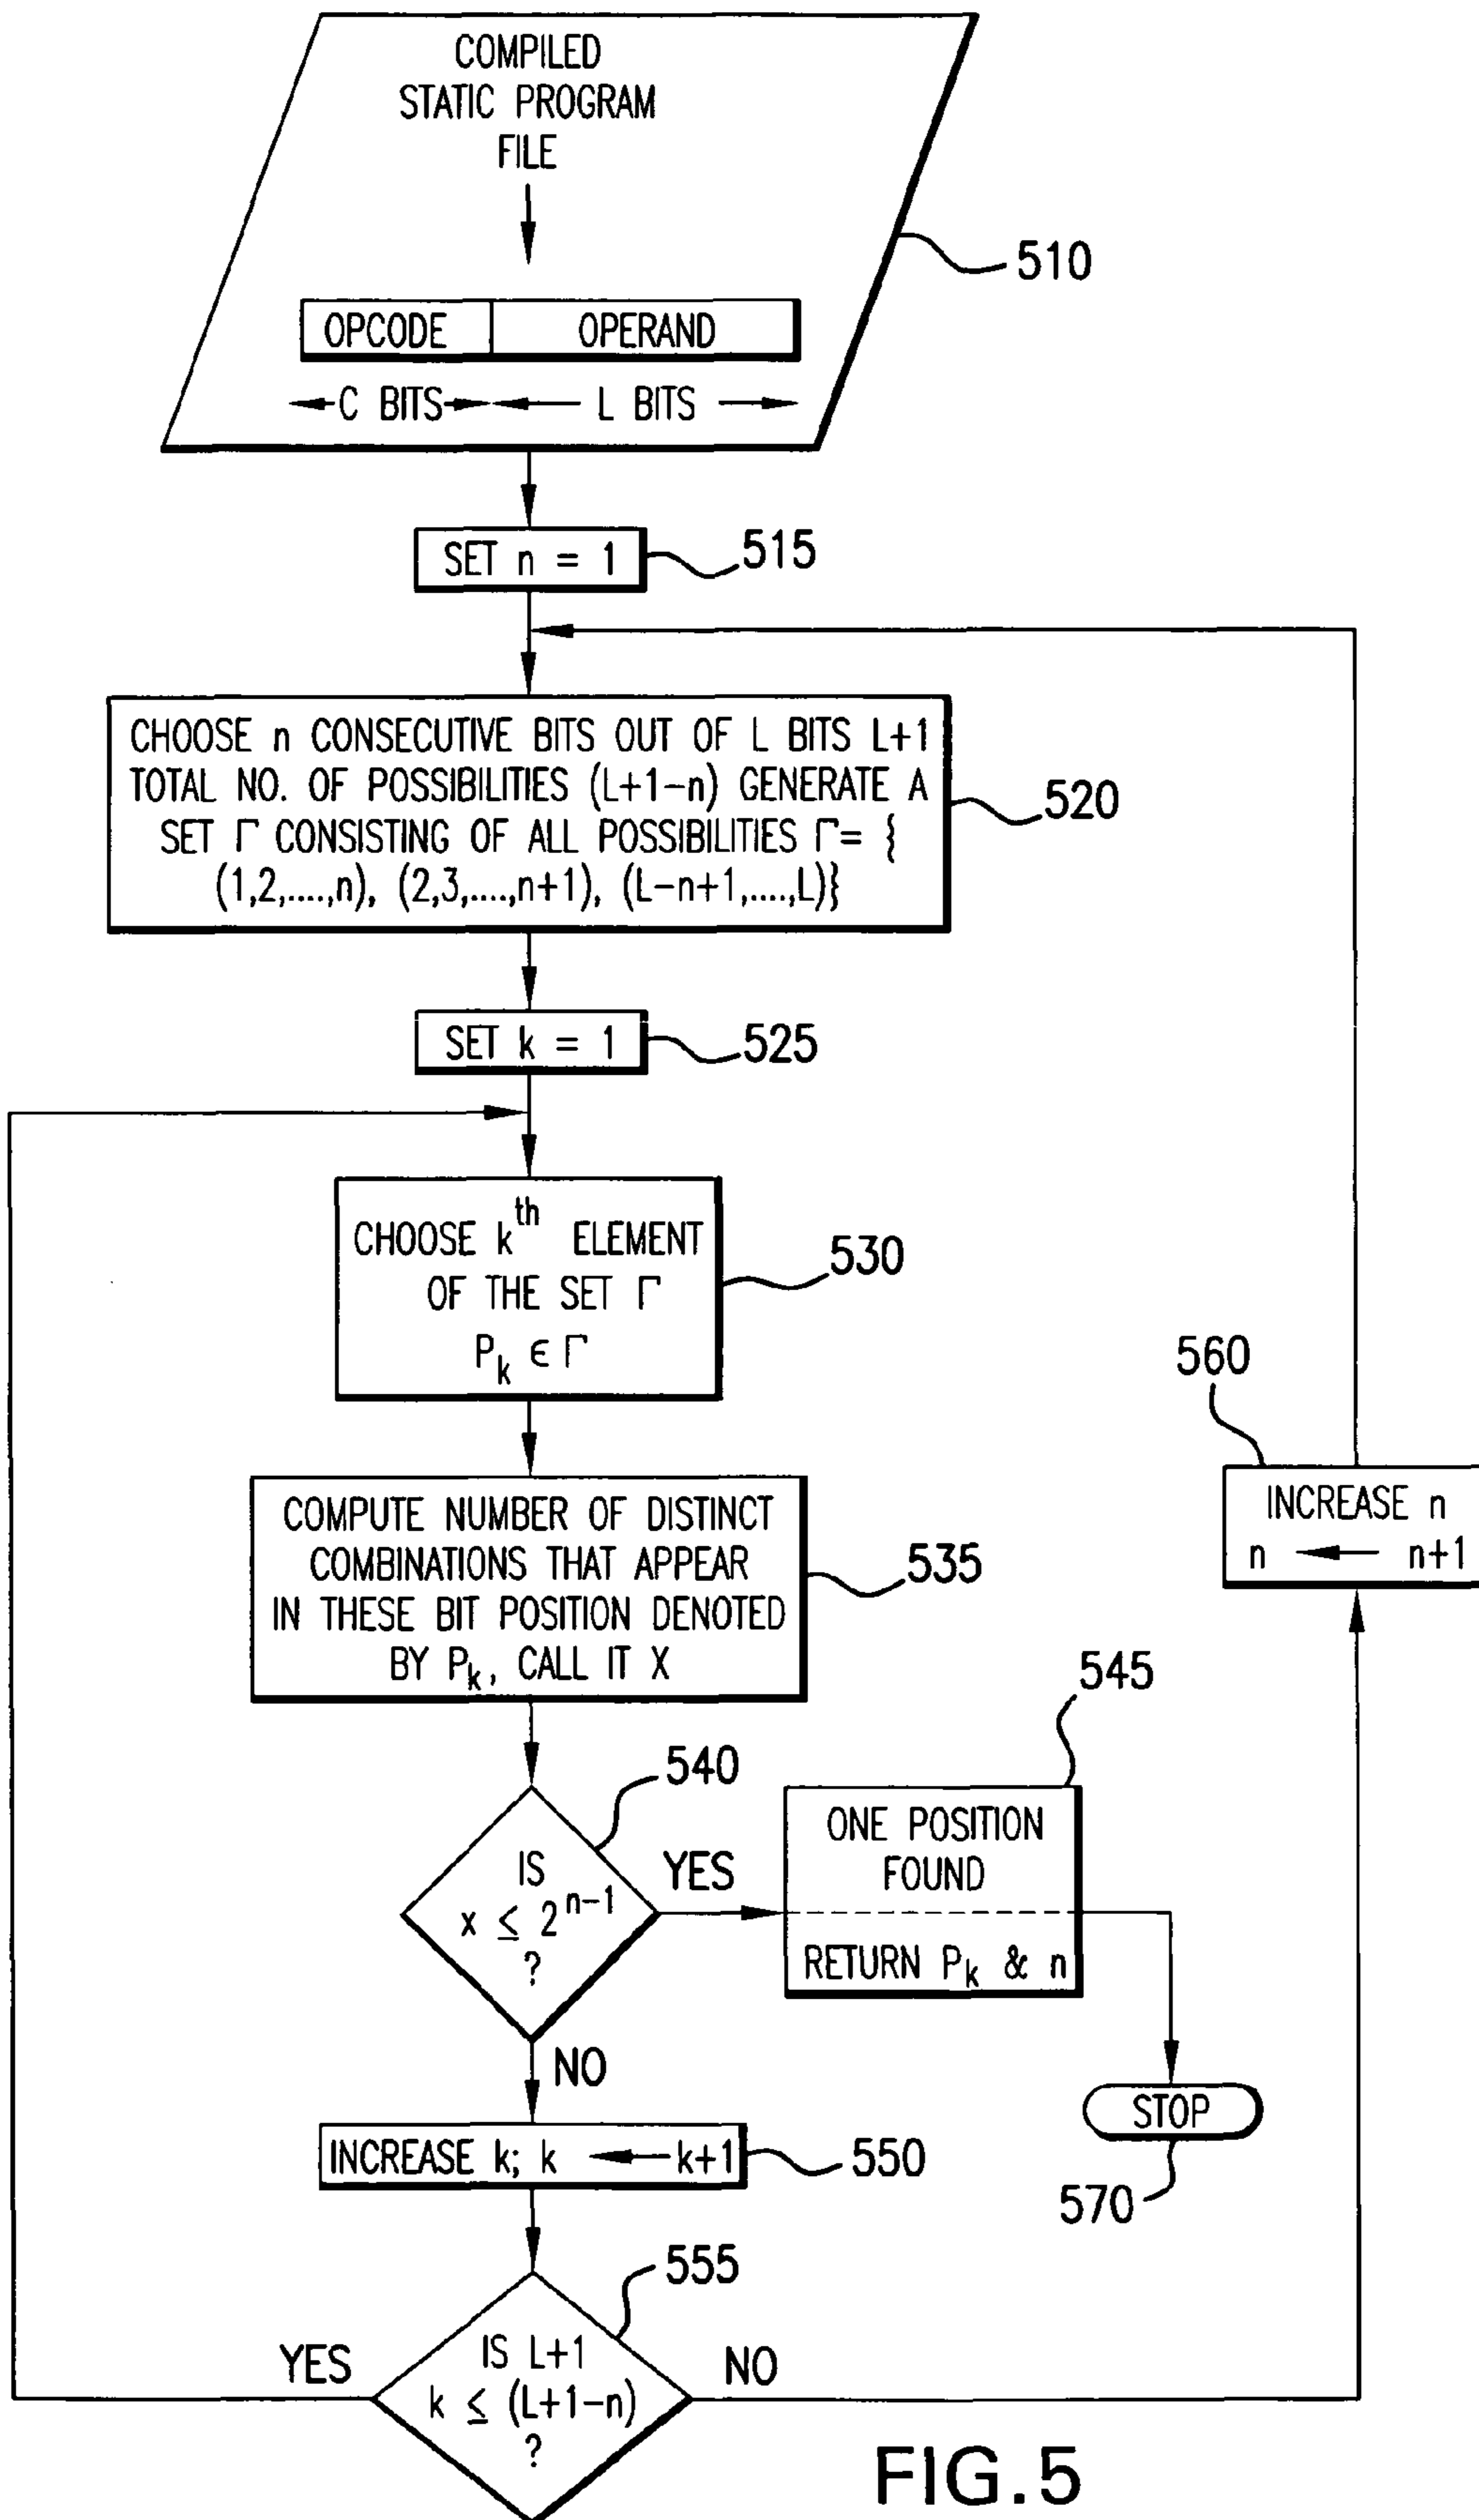 COMPILED
STATIC PROGRAM
FILE
510
OPCODE OPERAND
C BITS L BITS
SET n = 1
515
CHOOSE n CONSECUTIVE BITS OUT OF L BITS L+1
TOTAL NO. OF POSSIBILITIES (L+1-n) GENERATE A
SET Γ CONSISTING OF ALL POSSIBILITIES Γ= {
(1,2,....,n), (2,3,....,n+1), (L-n+1,....,L)}
520
SET k = 1
525
CHOOSE kth ELEMENT
OF THE SET Γ
Pk ϵ Γ
530
COMPUTE NUMBER OF DISTINCT
COMBINATIONS THAT APPEAR
IN THESE BIT POSITION DENOTED
BY Pk, CALL IT X
535
560
INCREASE n
n ← n+1
540
IS
x ≤ 2^n-1
?
YES
545
ONE POSITION
FOUND
RETURN Pk & n
NO
STOP
570
INCREASE k; k ← k+1
550
555
IS L+1
k ≤ (L+1-n)
?
YES
NO
FIG.5